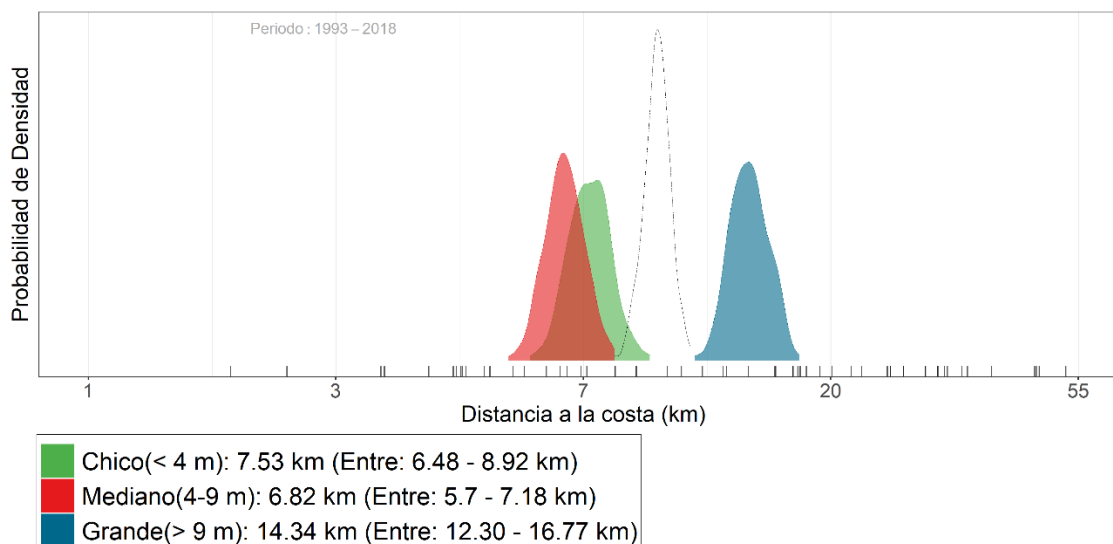 Periodo : 1993 – 2018
Probabilidad de Densidad
1 3 7 20 55
Distancia a la costa (km)
Chico(< 4 m): 7.53 km (Entre: 6.48 - 8.92 km)
Mediano(4-9 m): 6.82 km (Entre: 5.7 - 7.18 km)
Grande(> 9 m): 14.34 km (Entre: 12.30 - 16.77 km)